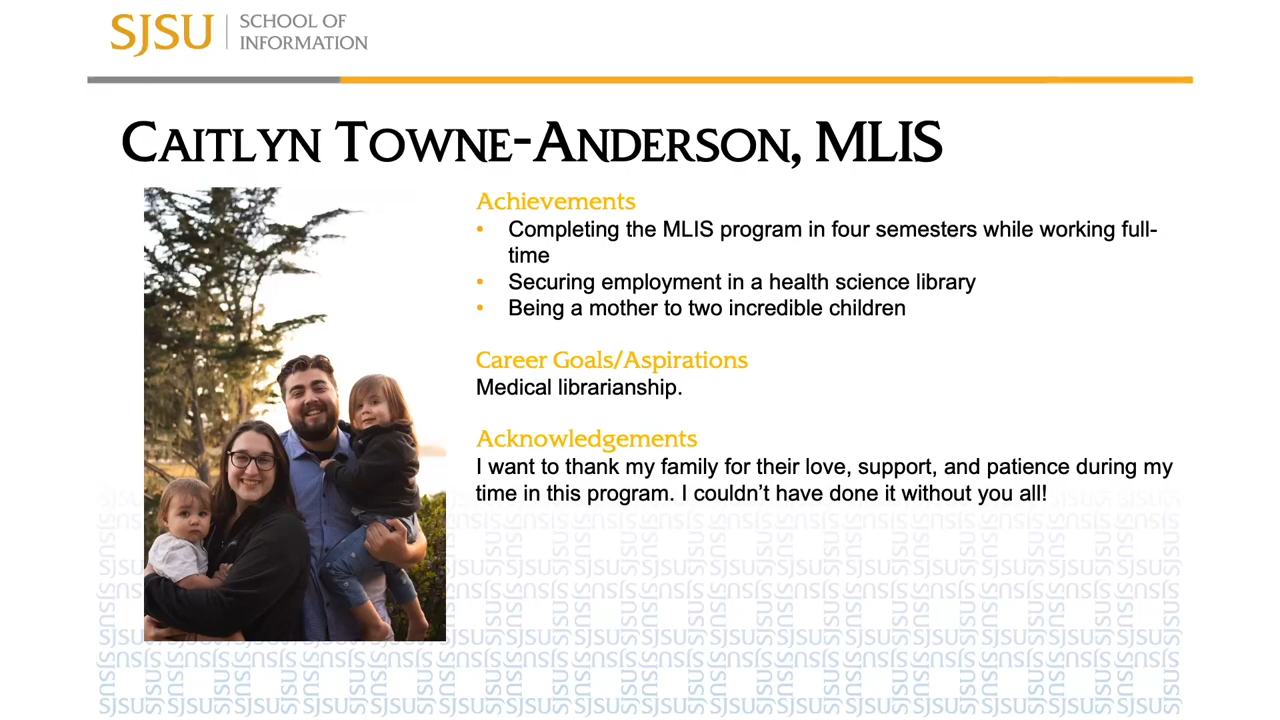 SJSU
SCHOOL OF
INFORMATION
CAITLYN TOWNE-ANDERSON, MLIS
Achievements
• Completing the MLIS program in four semesters while working full-
time
• Securing employment in a health science library
• Being a mother to two incredible children
Career Goals/Aspirations
Medical librarianship.
Acknowledgements
I want to thank my family for their love, support, and patience during my
time in this program. I couldn’t have done it without you all!